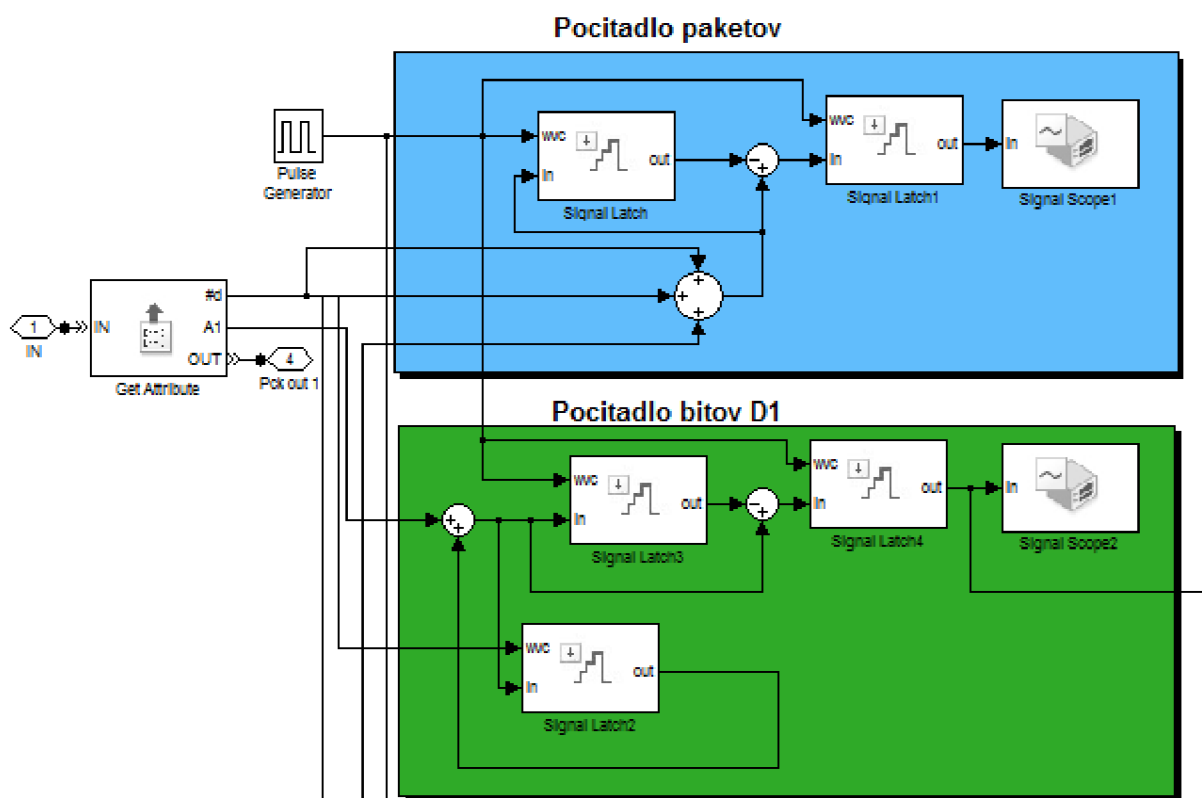 Pocitadlo paketov
Pulse
Generator
wvc
in
out
Signal Latch
wvc
in
out
Signal Latch1
In
Signal Scope1
1
IN
IN
#d
A1
OUT
Get Attribute
4
Pck out 1
Pocitadlo bitov D1
wvc
in
out
Signal Latch3
wvc
in
out
Signal Latch4
In
Signal Scope2
wvc
in
out
Signal Latch2